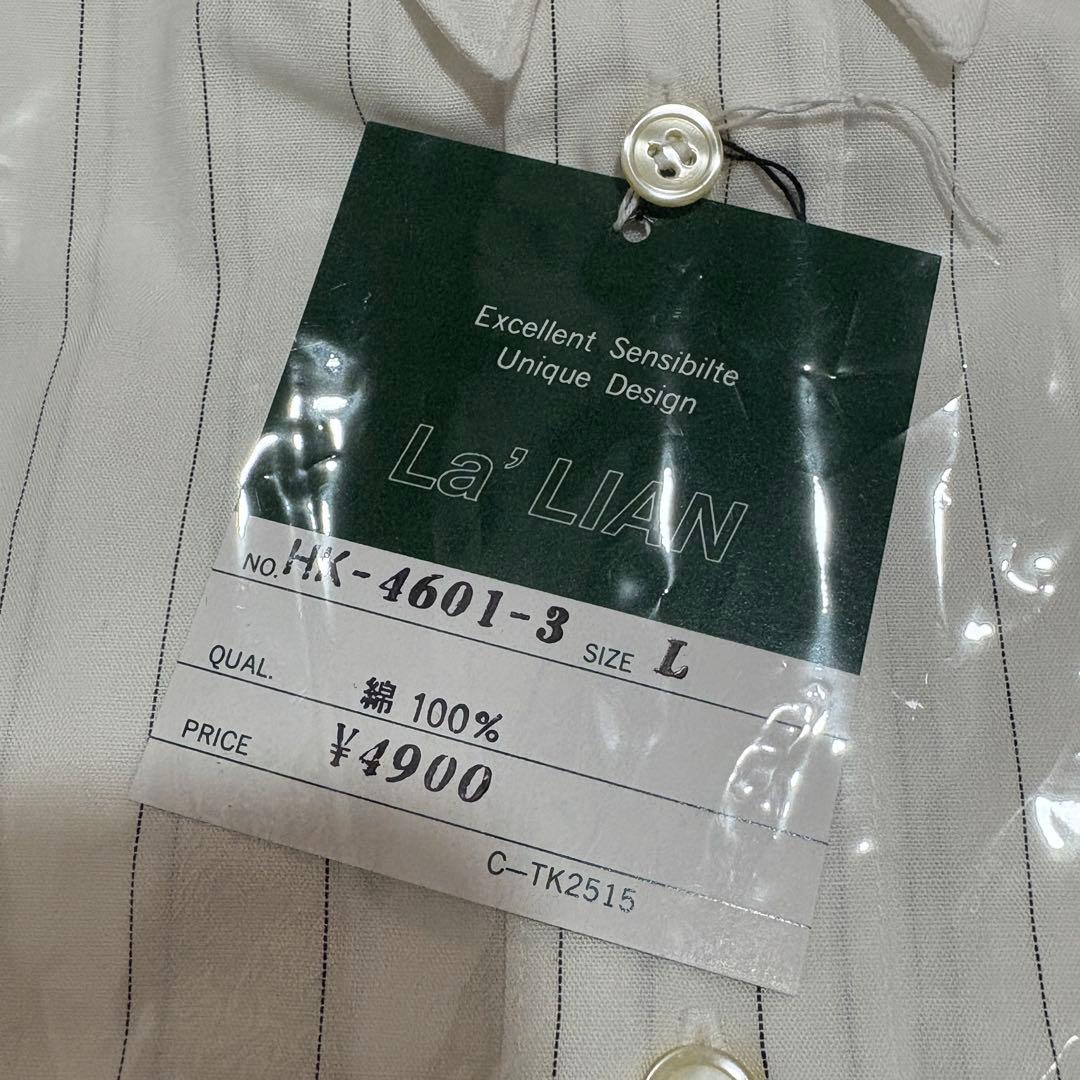 Excellent Sensibilte
Unique Design
La'LIAN
NO. HK-4601-3 SIZE L
QUAL. 綿 100%
PRICE ¥4900
C-TK2515